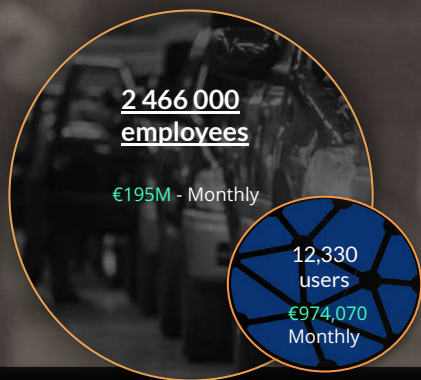 2 466 000
employees
€195M - Monthly
12,330
users
€974,070
Monthly